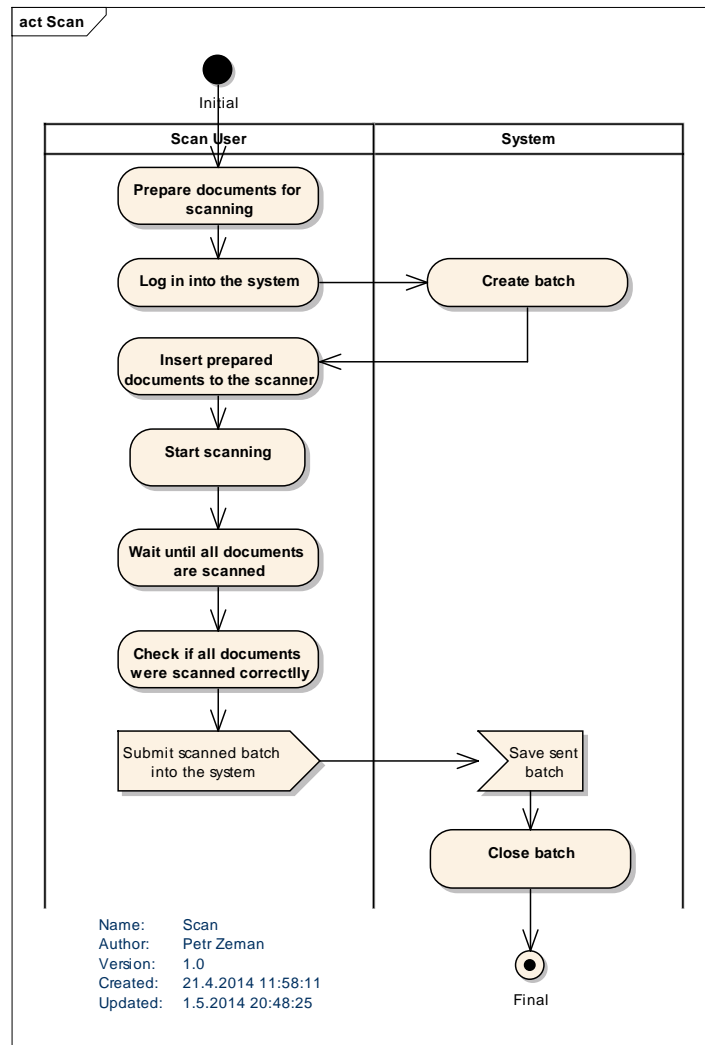 act Scan
Initial
Scan User
System
Prepare documents for
scanning
Log in into the system
Create batch
Insert prepared
documents to the scanner
Start scanning
Wait until all documents
are scanned
Check if all documents
were scanned correctlly
Submit scanned batch
into the system
Save sent
batch
Close batch
Name: Scan
Author: Petr Zeman
Version: 1.0
Created: 21.4.2014 11:58:11
Updated: 1.5.2014 20:48:25
Final